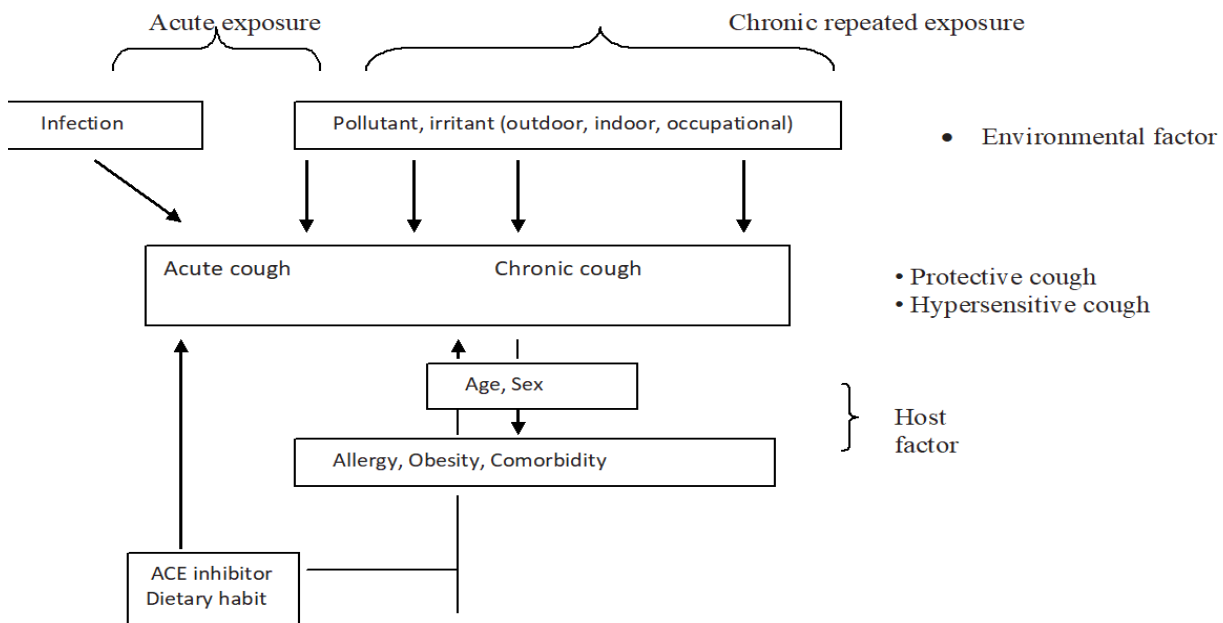 Acute exposure
Chronic repeated exposure
Infection
Pollutant, irritant (outdoor, indoor, occupational)
• Environmental factor
Acute cough
Chronic cough
• Protective cough
• Hypersensitive cough
Age, Sex
Host
factor
Allergy, Obesity, Comorbidity
ACE inhibitor
Dietary habit